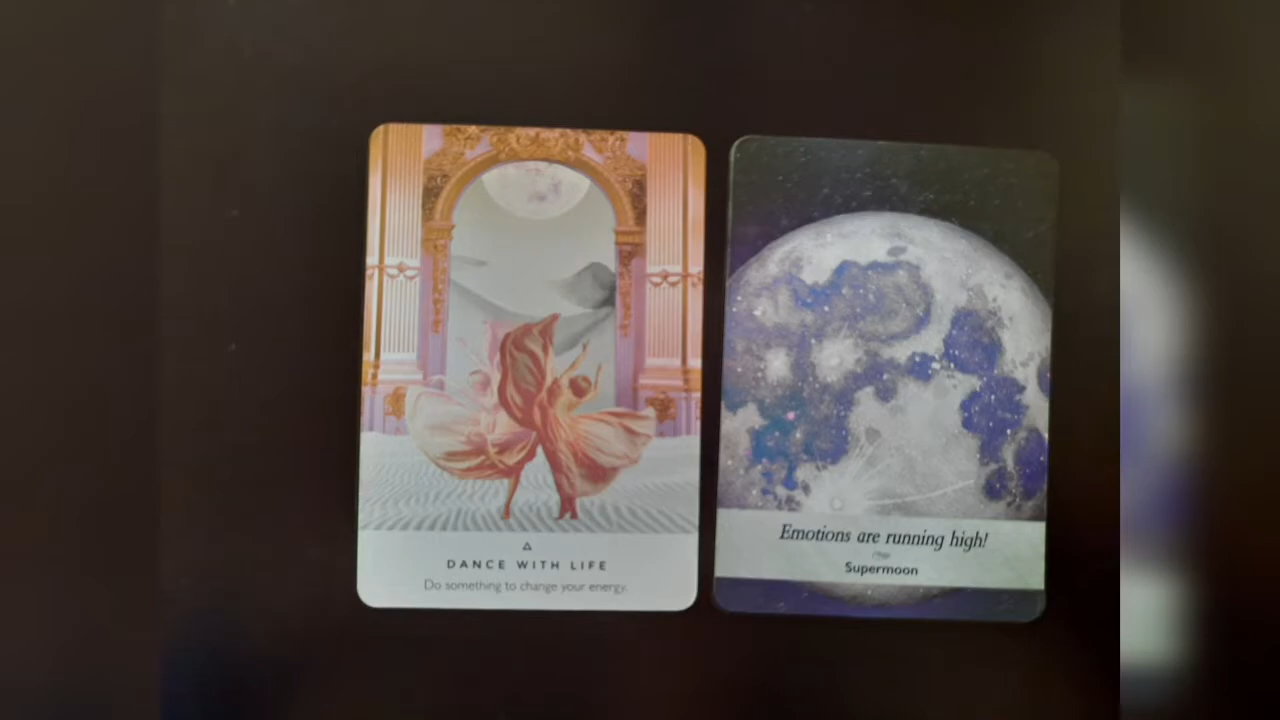 DANCE WITH LIFE
Do something to change your energy.
Emotions are running high!
Supermoon